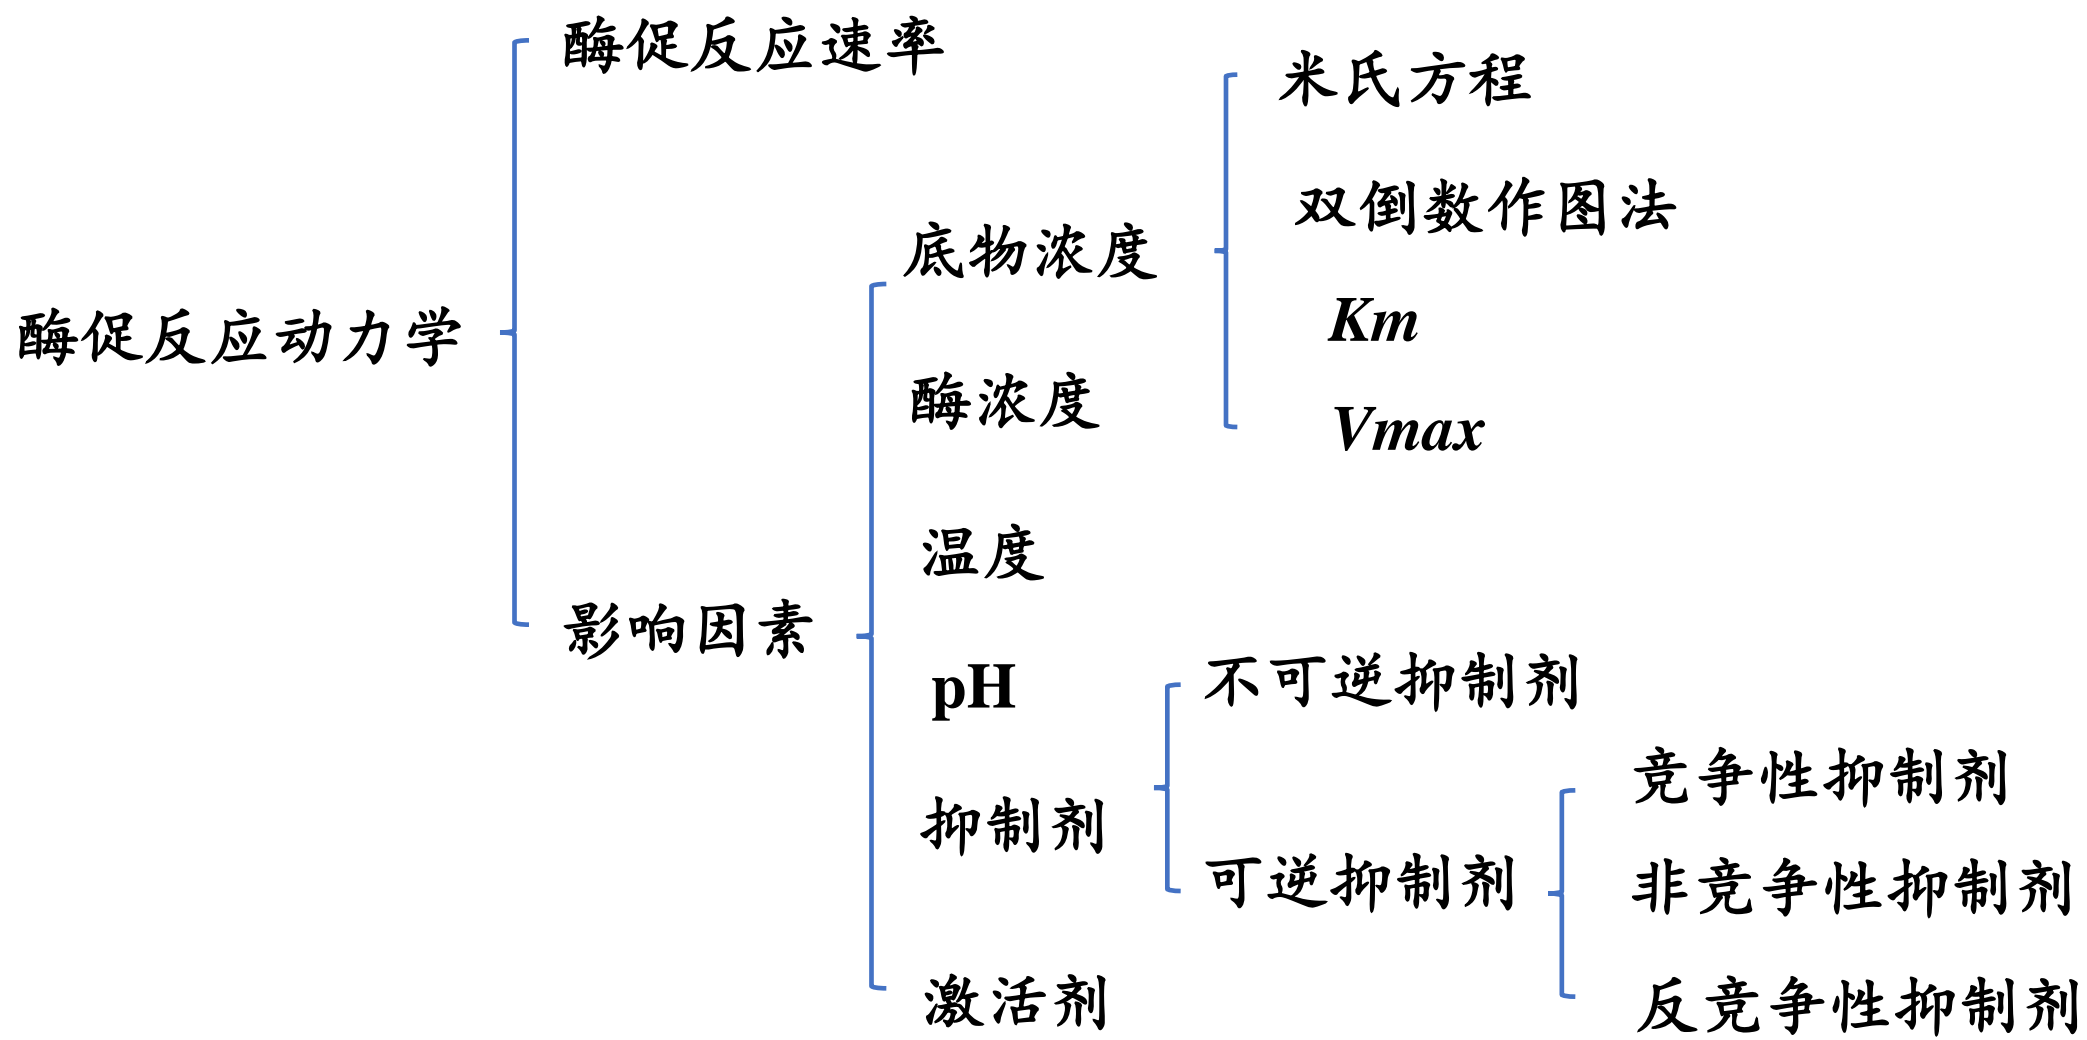 酶促反应动力学
酶促反应速率
影响因素
底物浓度
米氏方程
双倒数作图法
Km
Vmax
酶浓度
温度
pH
抑制剂
不可逆抑制剂
可逆抑制剂
竞争性抑制剂
非竞争性抑制剂
反竞争性抑制剂
激活剂